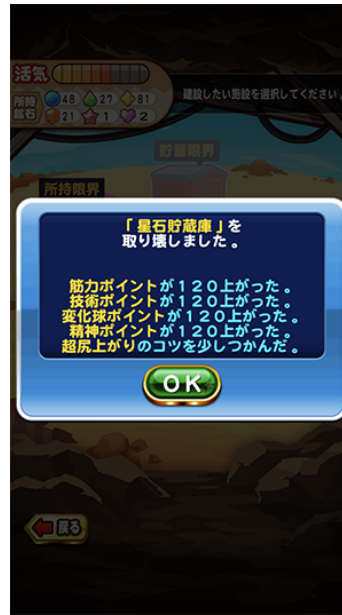 活気
建設したい施設を選択してください。
所持鉱石
48 27 81
21 1 2
貯蓄限界
所持限界
「星石貯蔵庫」を
取り壊しました。
筋力ポイントが120上がった。
技術ポイントが120上がった。
変化球ポイントが120上がった。
精神ポイントが120上がった。
超尻上がりのコツを少しつかんだ。
OK
戻る